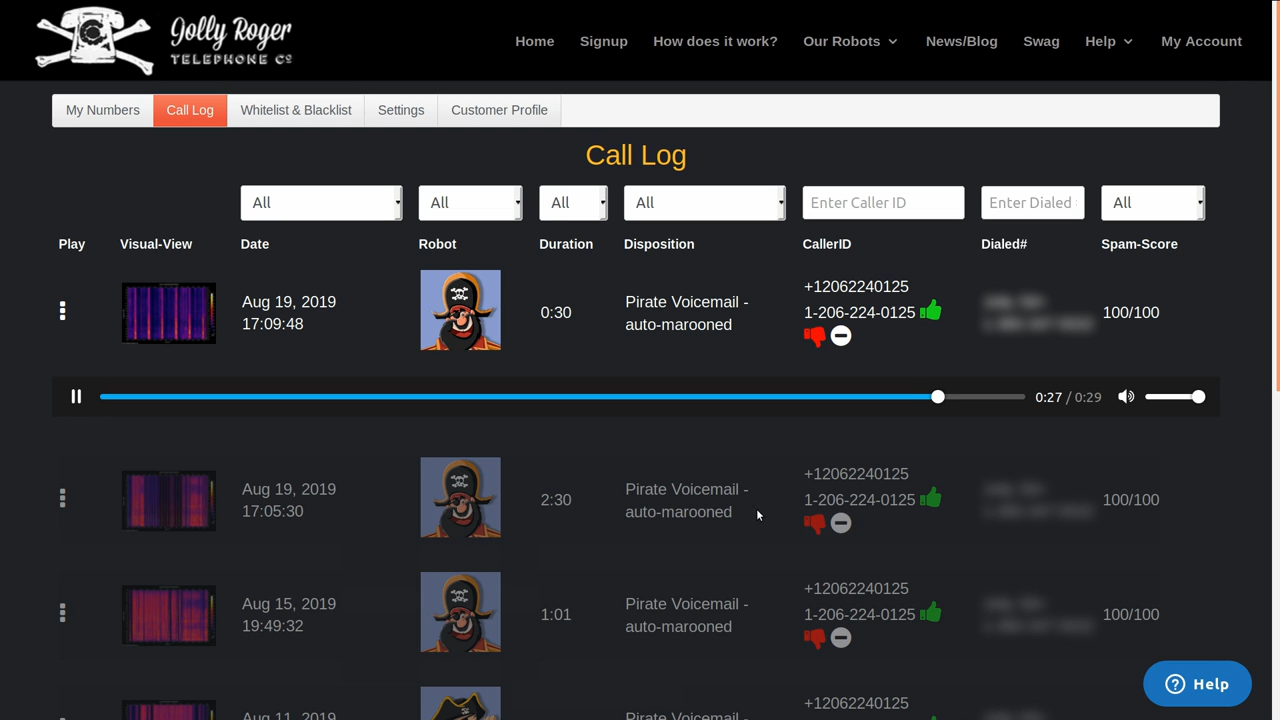 Jolly Roger
TELEPHONE Cº
Home Signup How does it work? Our Robots News/Blog Swag Help My Account
My Numbers Call Log Whitelist & Blacklist Settings Customer Profile
Call Log
All All All All Enter Caller ID Enter Dialed All
Play Visual-View Date Robot Duration Disposition CallerID Dialed# Spam-Score
Aug 19, 2019
17:09:48
0:30
Pirate Voicemail -
auto-marooned
+12062240125
1-206-224-0125
100/100
0:27 / 0:29
Aug 19, 2019
17:05:30
2:30
Pirate Voicemail -
auto-marooned
+12062240125
1-206-224-0125
100/100
Aug 15, 2019
19:49:32
1:01
Pirate Voicemail -
auto-marooned
+12062240125
1-206-224-0125
100/100
Aug 11, 2019
Pirate Voicemail -
+12062240125
Help